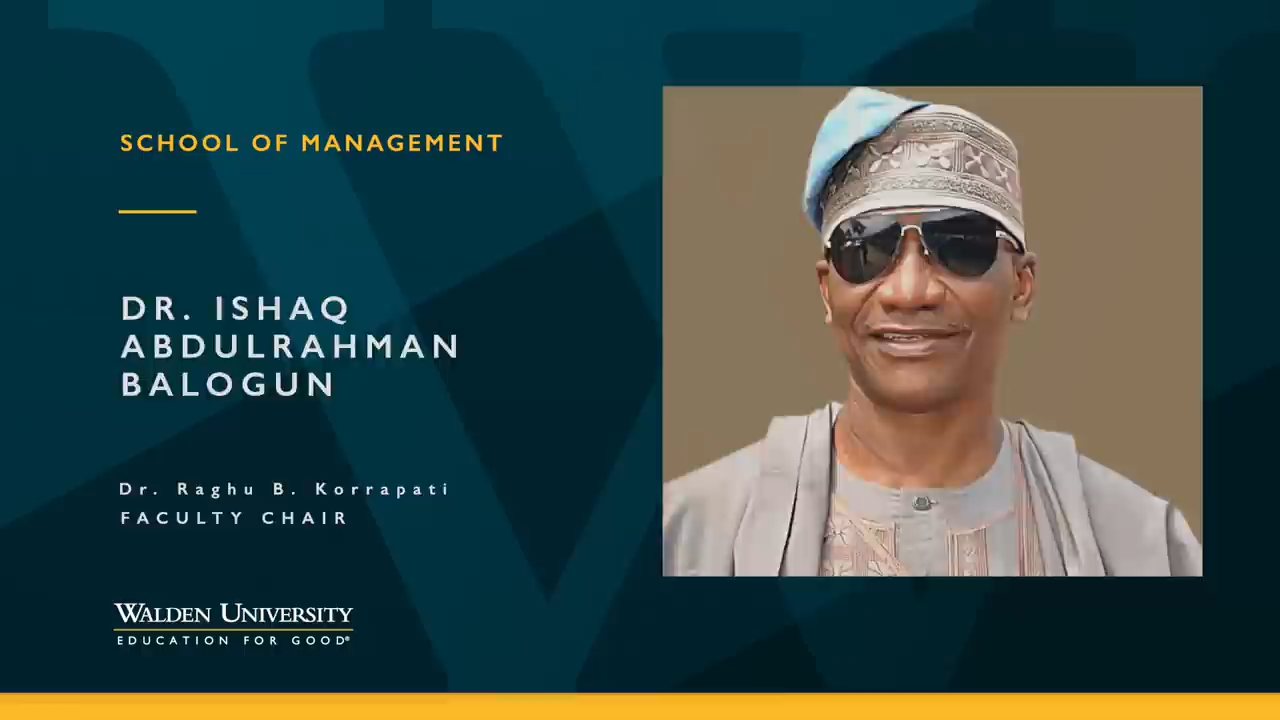 SCHOOL OF MANAGEMENT
DR. ISHAQ
ABDULRAHMAN
BALOGUN
Dr. Raghu B. Korrapati
FACULTY CHAIR
WALDEN UNIVERSITY
EDUCATION FOR GOOD®